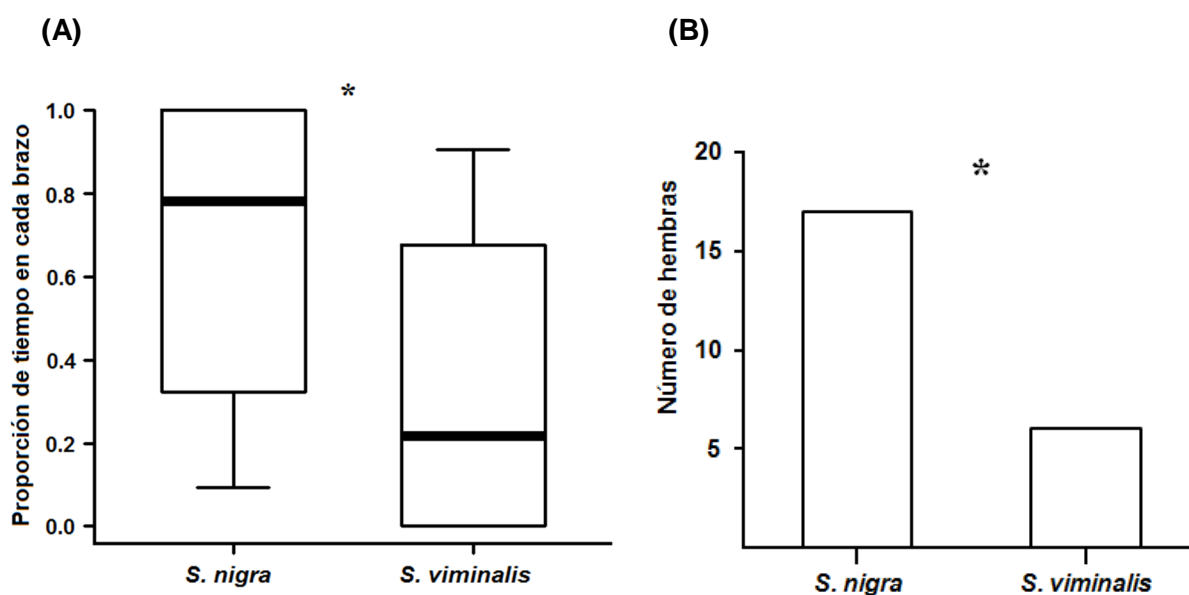 (A)
(B)
*
Proporción de tiempo en cada brazo
1.0
0.8
0.6
0.4
0.2
0.0
S. nigra
S. viminalis
*
Número de hembras
20
15
10
5
S. nigra
S. viminalis